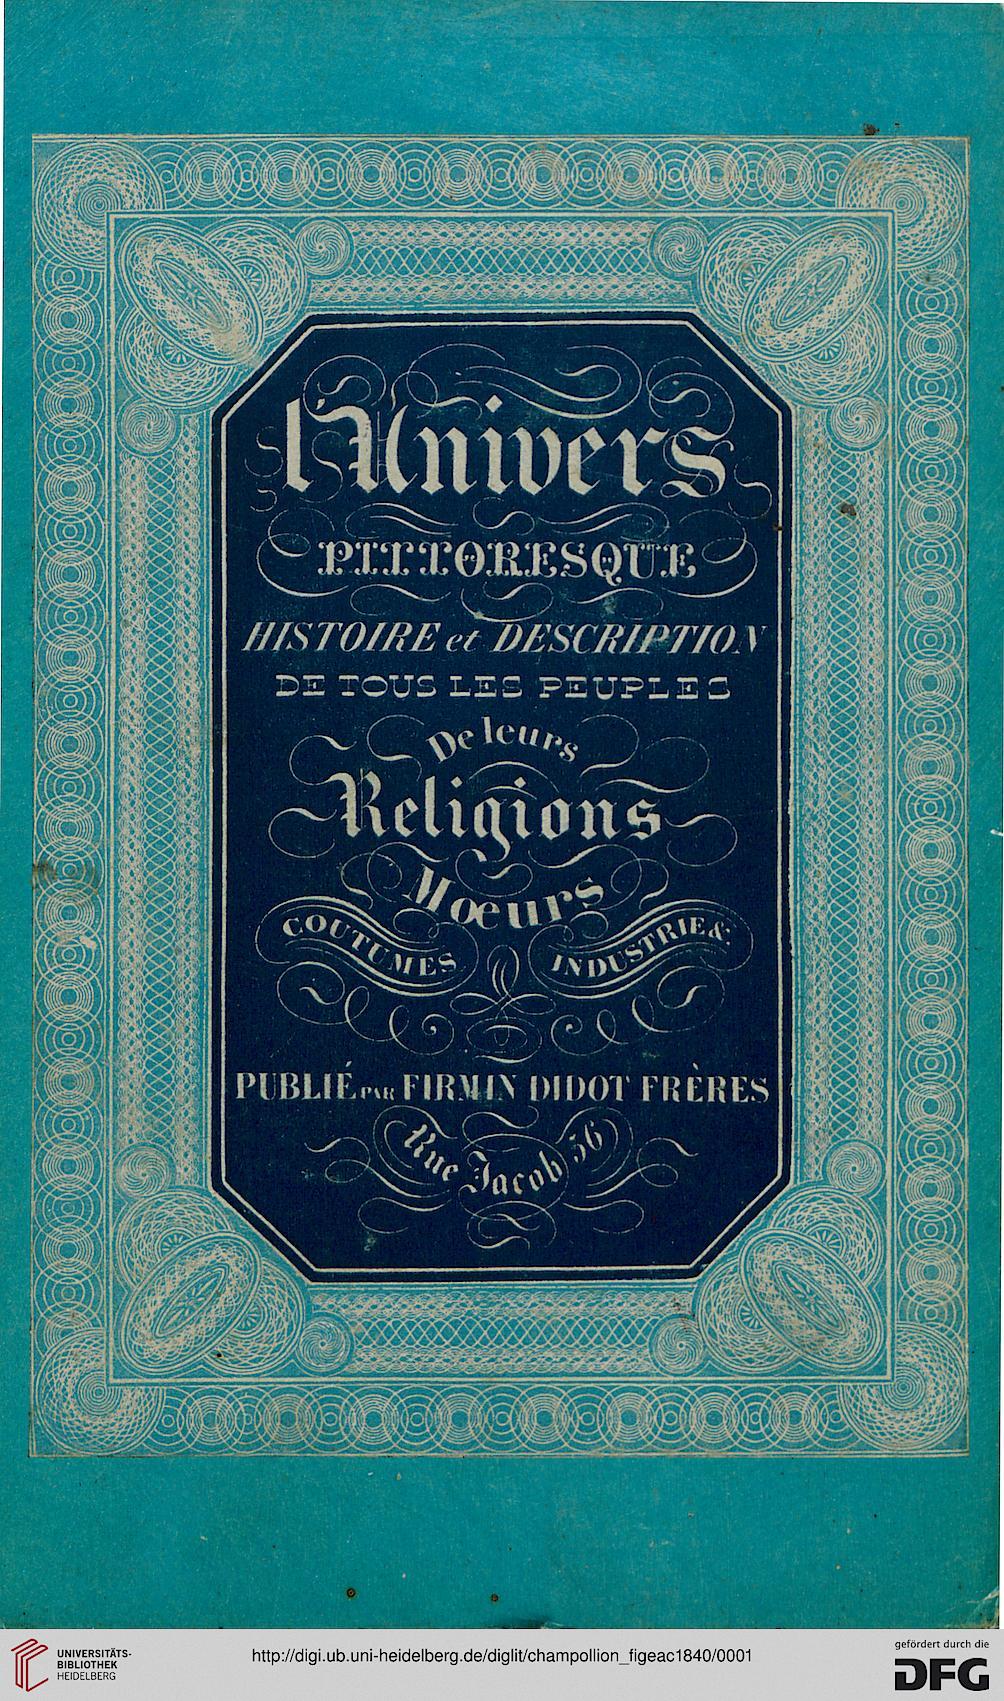 l'Univers
PITTORESQUE
HISTOIRE et DESCRIPTION
DE TOUS LES PEUPLES
De leurs
Religions
Mœurs
COUTUMES INDUSTRIE &.
PUBLIÉ PAR FIRMIN DIDOT FRÈRES
Rue Jacob 56
UNIVERSITÄTS-
BIBLIOTHEK
HEIDELBERG
http://digi.ub.uni-heidelberg.de/diglit/champollion_figeac1840/0001
gefördert durch die
DFG